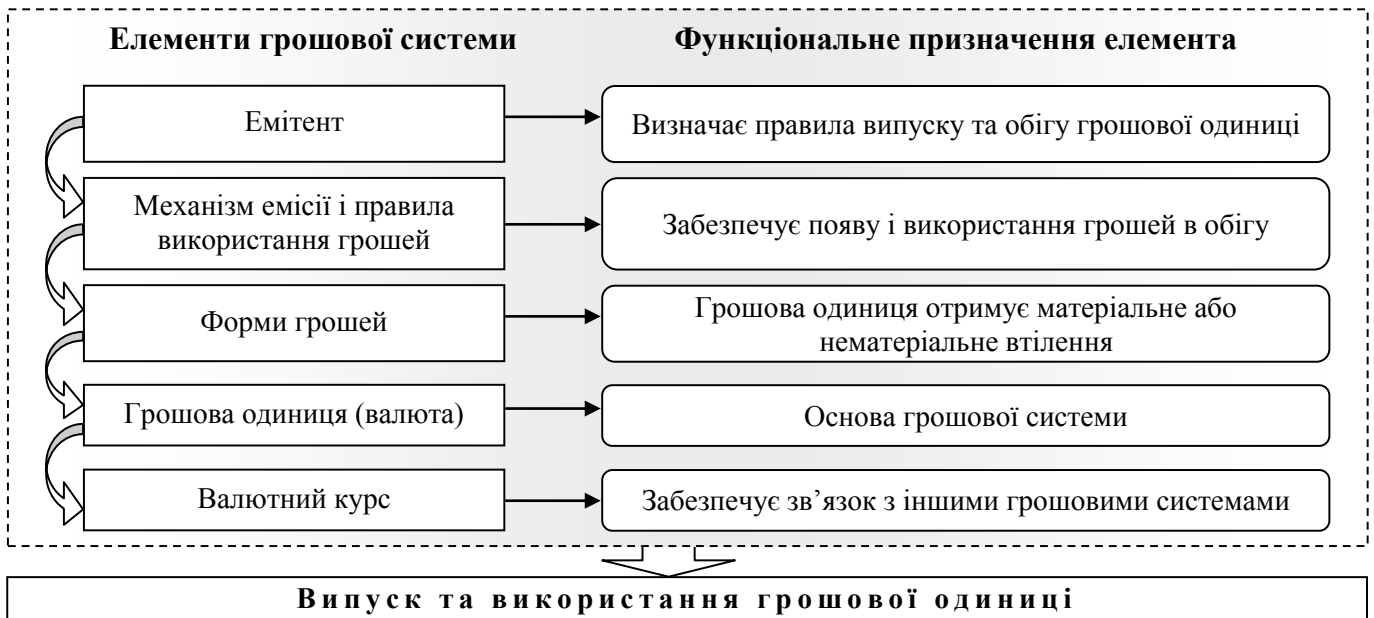 Елементи грошової системи
Функціональне призначення елемента
Емітент
Визначає правила випуску та обігу грошової одиниці
Механізм емісії і правила
використання грошей
Забезпечує появу і використання грошей в обігу
Форми грошей
Грошова одиниця отримує матеріальне або
нематеріальне втілення
Грошова одиниця (валюта)
Основа грошової системи
Валютний курс
Забезпечує зв’язок з іншими грошовими системами
Випуск та використання грошової одиниці